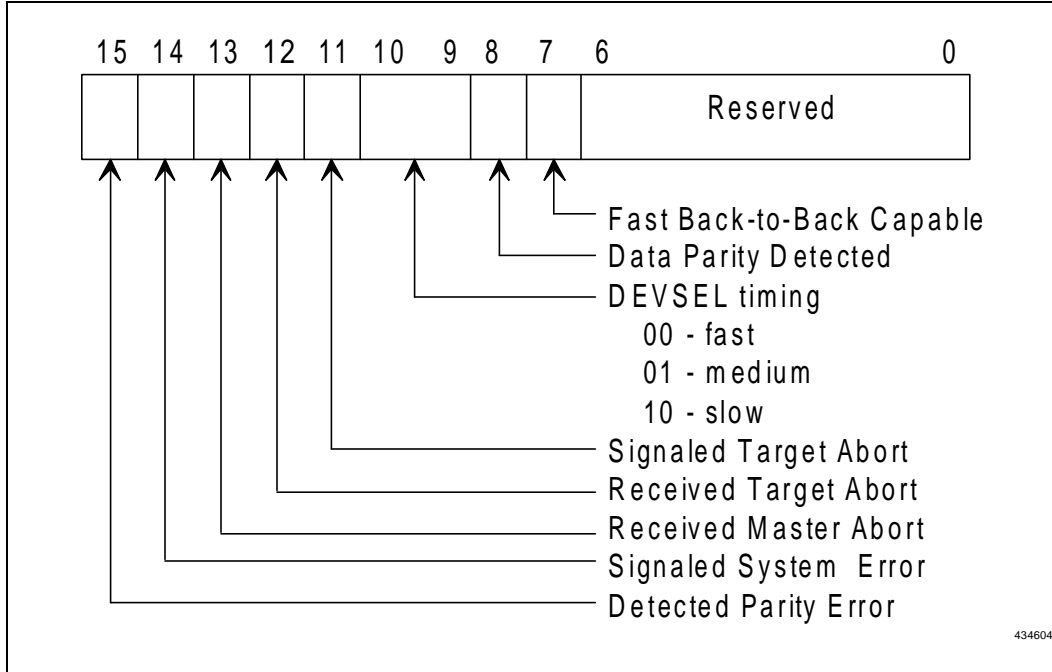 15 14 13 12 11 10 9 8 7 6 0
Reserved
Fast Back-to-Back Capable
Data Parity Detected
DEVSEL timing
00 - fast
01 - medium
10 - slow
Signaled Target Abort
Received Target Abort
Received Master Abort
Signaled System Error
Detected Parity Error
434604